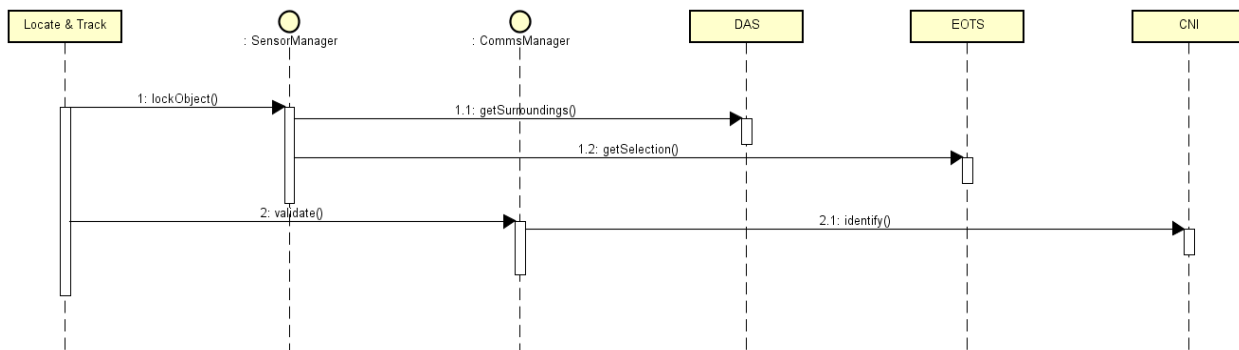 Locate & Track
: SensorManager
: CommsManager
DAS
EOTS
CNI
1: lockObject()
1.1: getSurroundings()
1.2: getSelection()
2: validate()
2.1: identify()